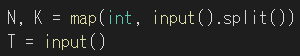 N, K = map(int, input().split())
T = input()